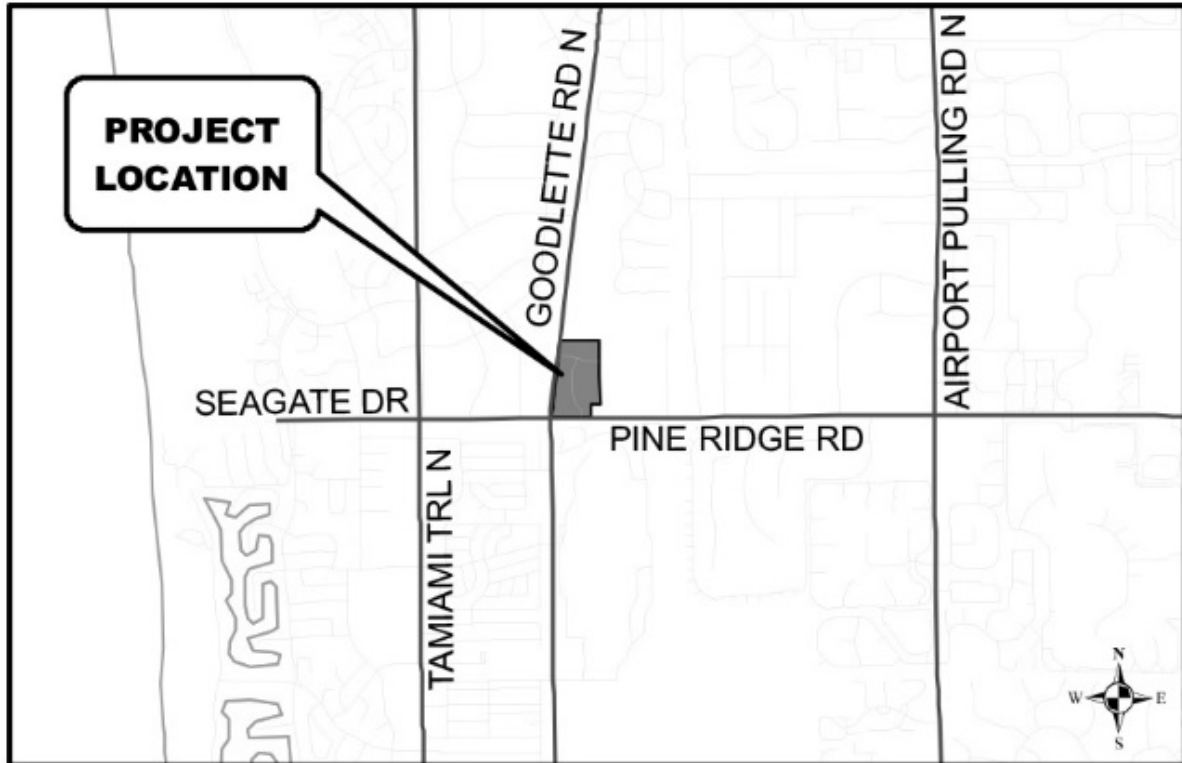 PROJECT
LOCATION
GOODLETTE RD N
AIRPORT PULLING RD N
SEAGATE DR
PINE RIDGE RD
TAMIAMI TRL N
N
W E
S